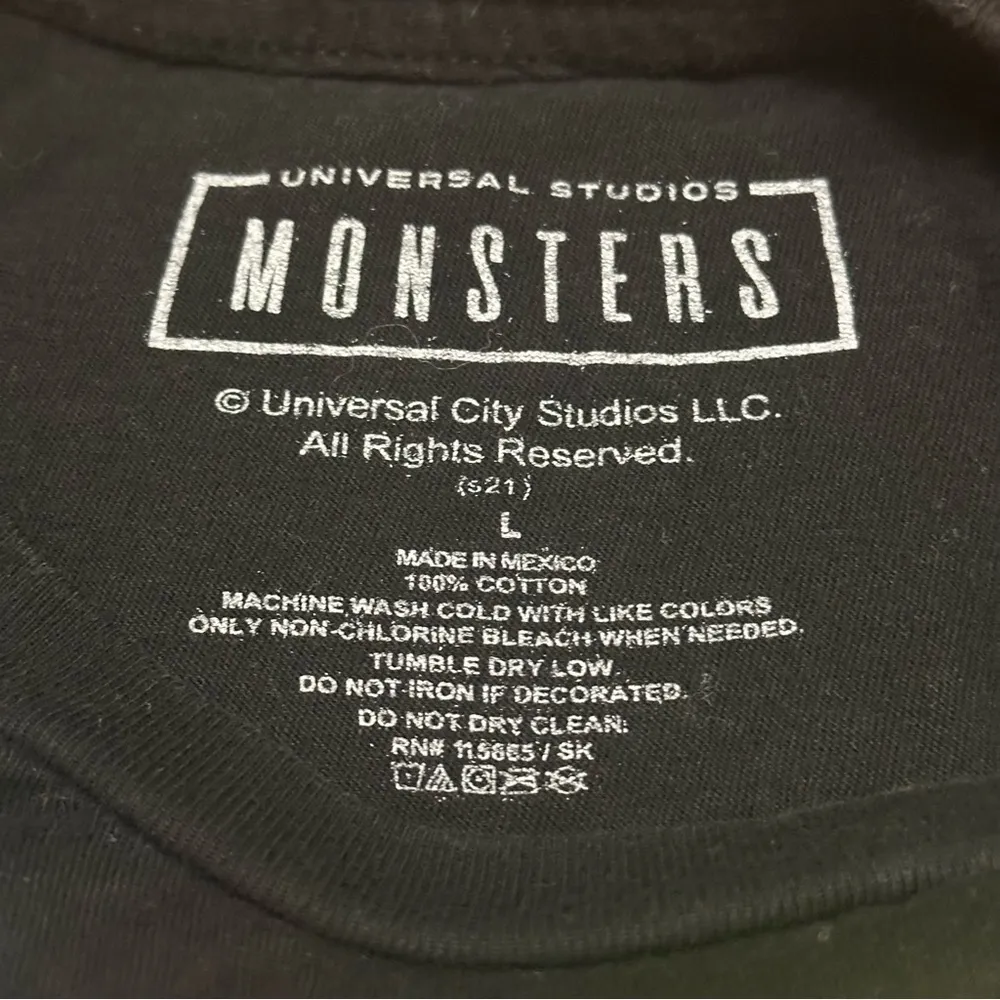 UNIVERSAL STUDIOS
MONSTERS
© Universal City Studios LLC.
All Rights Reserved.
(s21)
L
MADE IN MEXICO
100% COTTON
MACHINE WASH COLD WITH LIKE COLORS
ONLY NON-CHLORINE BLEACH WHEN NEEDED.
TUMBLE DRY LOW.
DO NOT IRON IF DECORATED.
DO NOT DRY CLEAN.
RN# / SK